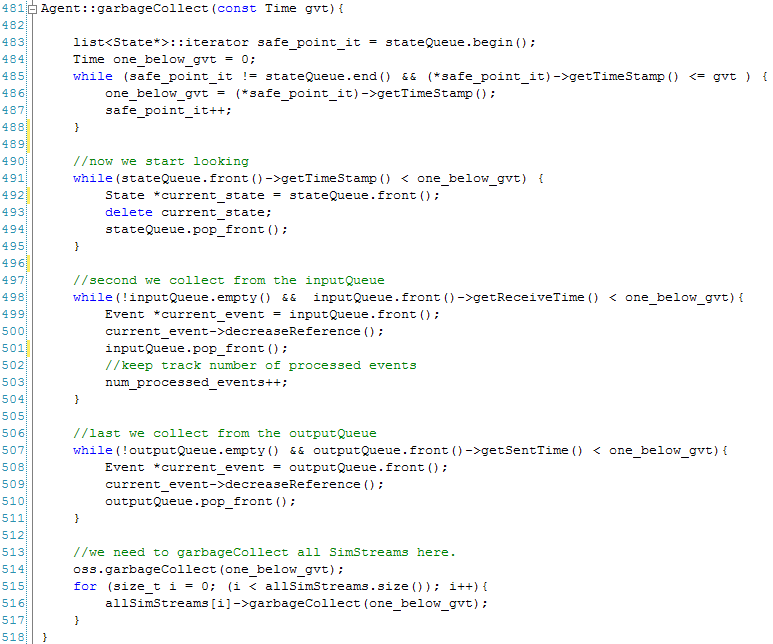 481 Agent::garbageCollect(const Time gvt){
482
483     list<State*>::iterator safe_point_it = stateQueue.begin();
484     Time one_below_gvt = 0;
485     while (safe_point_it != stateQueue.end() && (*safe_point_it)->getTimeStamp() <= gvt ) {
486         one_below_gvt = (*safe_point_it)->getTimeStamp();
487         safe_point_it++;
488     }
489
490     //now we start looking
491     while(stateQueue.front()->getTimeStamp() < one_below_gvt) {
492         State *current_state = stateQueue.front();
493         delete current_state;
494         stateQueue.pop_front();
495     }
496
497     //second we collect from the inputQueue
498     while(!inputQueue.empty() &&  inputQueue.front()->getReceiveTime() < one_below_gvt){
499         Event *current_event = inputQueue.front();
500         current_event->decreaseReference();
501         inputQueue.pop_front();
502         //keep track number of processed events
503         num_processed_events++;
504     }
505
506     //last we collect from the outputQueue
507     while(!outputQueue.empty() && outputQueue.front()->getSentTime() < one_below_gvt){
508         Event *current_event = outputQueue.front();
509         current_event->decreaseReference();
510         outputQueue.pop_front();
511     }
512
513     //we need to garbageCollect all SimStreams here.
514     oss.garbageCollect(one_below_gvt);
515     for (size_t i = 0; (i < allSimStreams.size()); i++){
516         allSimStreams[i]->garbageCollect(one_below_gvt);
517     }
518 }